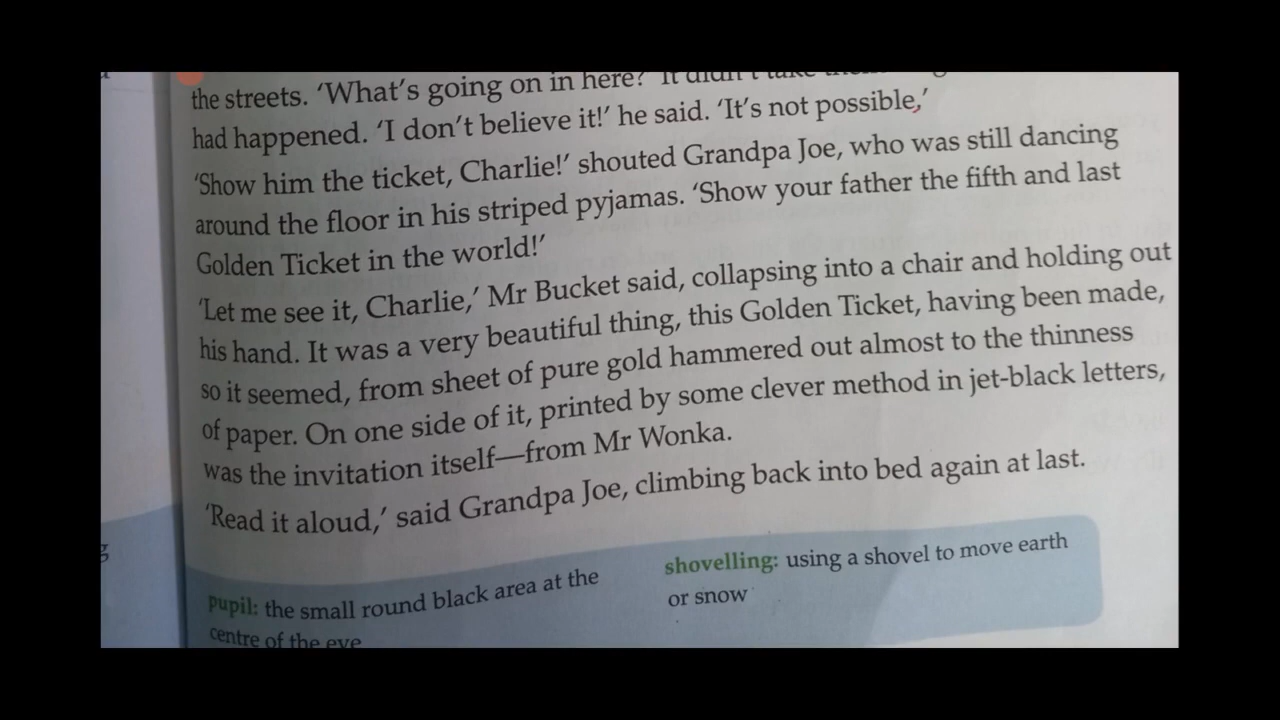 the streets. ‘What’s going on in here?’ It didn’t take
had happened. ‘I don’t believe it!’ he said. ‘It’s not possible,’
‘Show him the ticket, Charlie!’ shouted Grandpa Joe, who was still dancing
around the floor in his striped pyjamas. ‘Show your father the fifth and last
Golden Ticket in the world!’
‘Let me see it, Charlie,’ Mr Bucket said, collapsing into a chair and holding out
his hand. It was a very beautiful thing, this Golden Ticket, having been made,
so it seemed, from sheet of pure gold hammered out almost to the thinness
of paper. On one side of it, printed by some clever method in jet-black letters,
was the invitation itself—from Mr Wonka.
‘Read it aloud,’ said Grandpa Joe, climbing back into bed again at last.
pupil: the small round black area at the
centre of the eye
shovelling: using a shovel to move earth
or snow